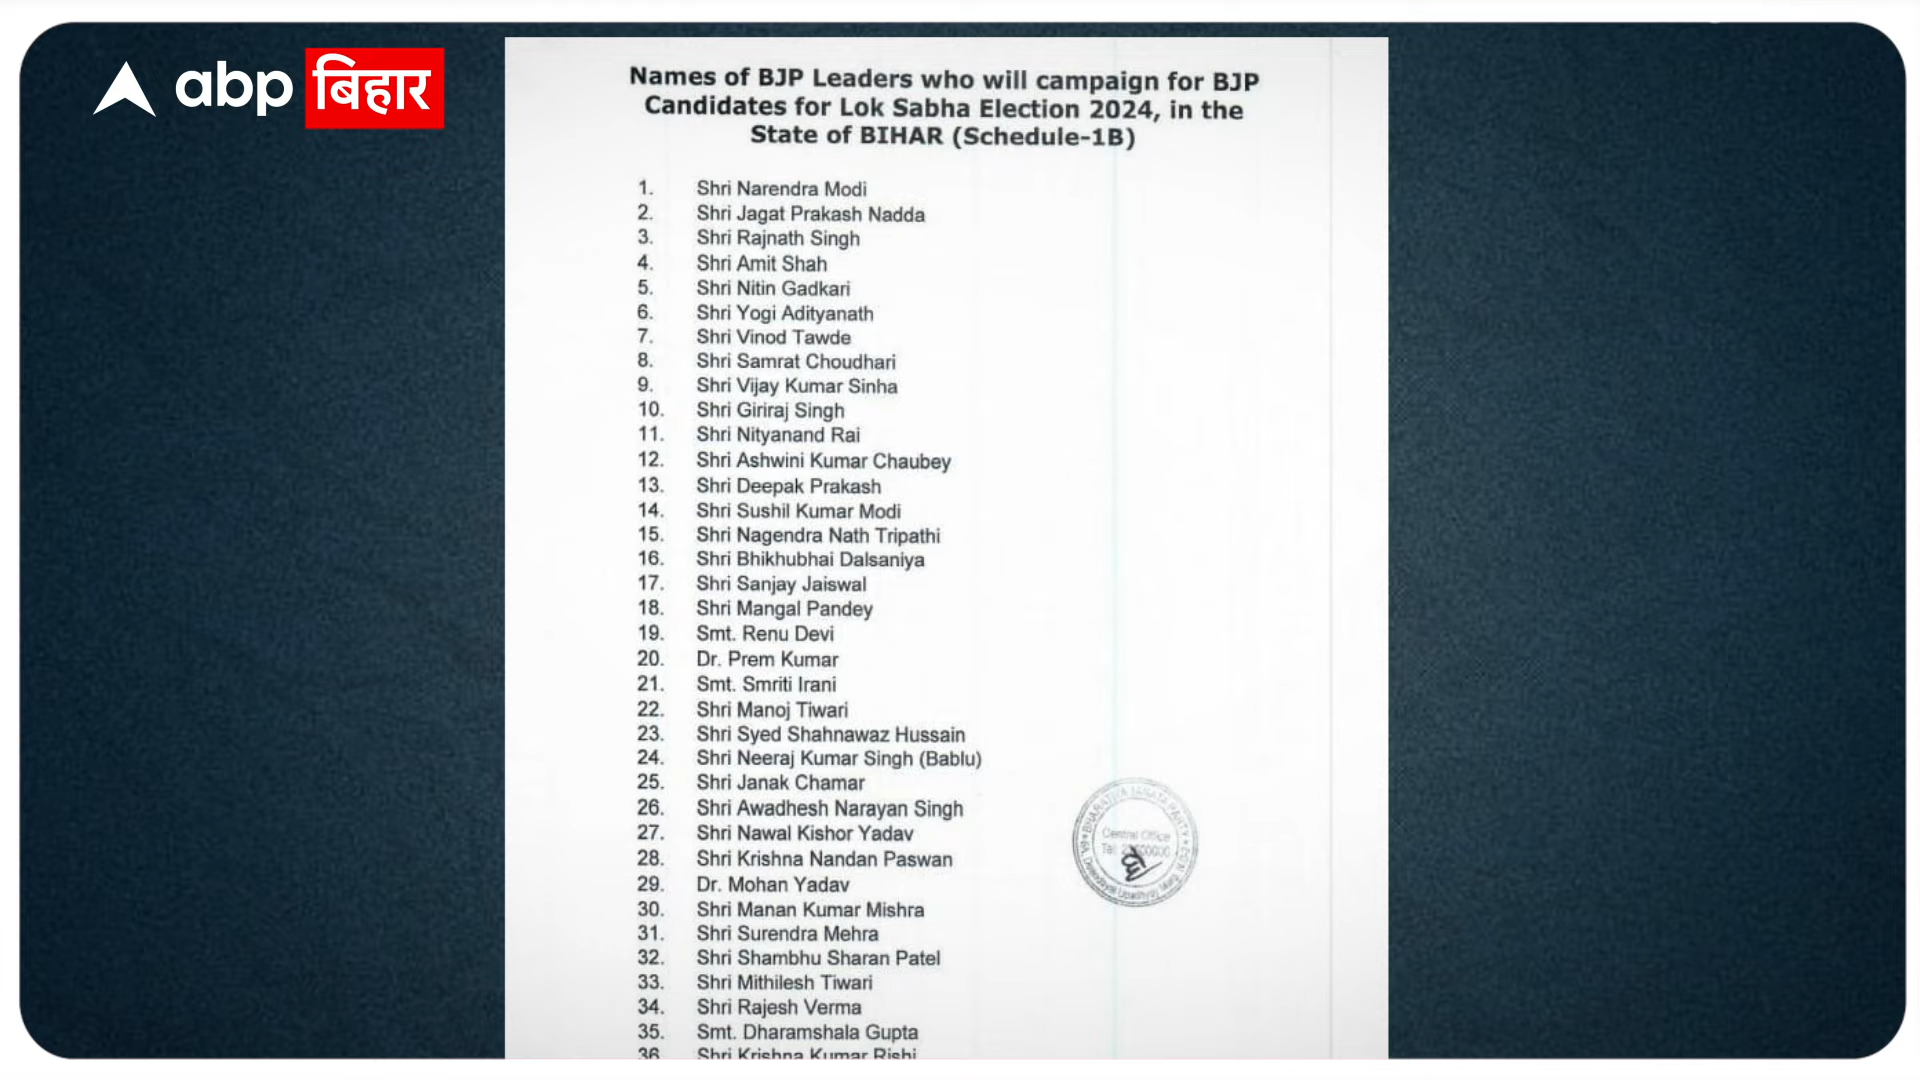 abp बिहार
Names of BJP Leaders who will campaign for BJP
Candidates for Lok Sabha Election 2024, in the
State of BIHAR (Schedule-1B)
1. Shri Narendra Modi
2. Shri Jagat Prakash Nadda
3. Shri Rajnath Singh
4. Shri Amit Shah
5. Shri Nitin Gadkari
6. Shri Yogi Adityanath
7. Shri Vinod Tawde
8. Shri Samrat Choudhari
9. Shri Vijay Kumar Sinha
10. Shri Giriraj Singh
11. Shri Nityanand Rai
12. Shri Ashwini Kumar Chaubey
13. Shri Deepak Prakash
14. Shri Sushil Kumar Modi
15. Shri Nagendra Nath Tripathi
16. Shri Bhikhubhai Dalsaniya
17. Shri Sanjay Jaiswal
18. Shri Mangal Pandey
19. Smt. Renu Devi
20. Dr. Prem Kumar
21. Smt. Smriti Irani
22. Shri Manoj Tiwari
23. Shri Syed Shahnawaz Hussain
24. Shri Neeraj Kumar Singh (Bablu)
25. Shri Janak Chamar
26. Shri Awadhesh Narayan Singh
27. Shri Nawal Kishor Yadav
28. Shri Krishna Nandan Paswan
29. Dr. Mohan Yadav
30. Shri Manan Kumar Mishra
31. Shri Surendra Mehra
32. Shri Shambhu Sharan Patel
33. Shri Mithilesh Tiwari
34. Shri Rajesh Verma
35. Smt. Dharamshala Gupta
36 Shri Krishna Kumar Rishi
BHARATIYA JANATA PARTY
Central Office
Tel: